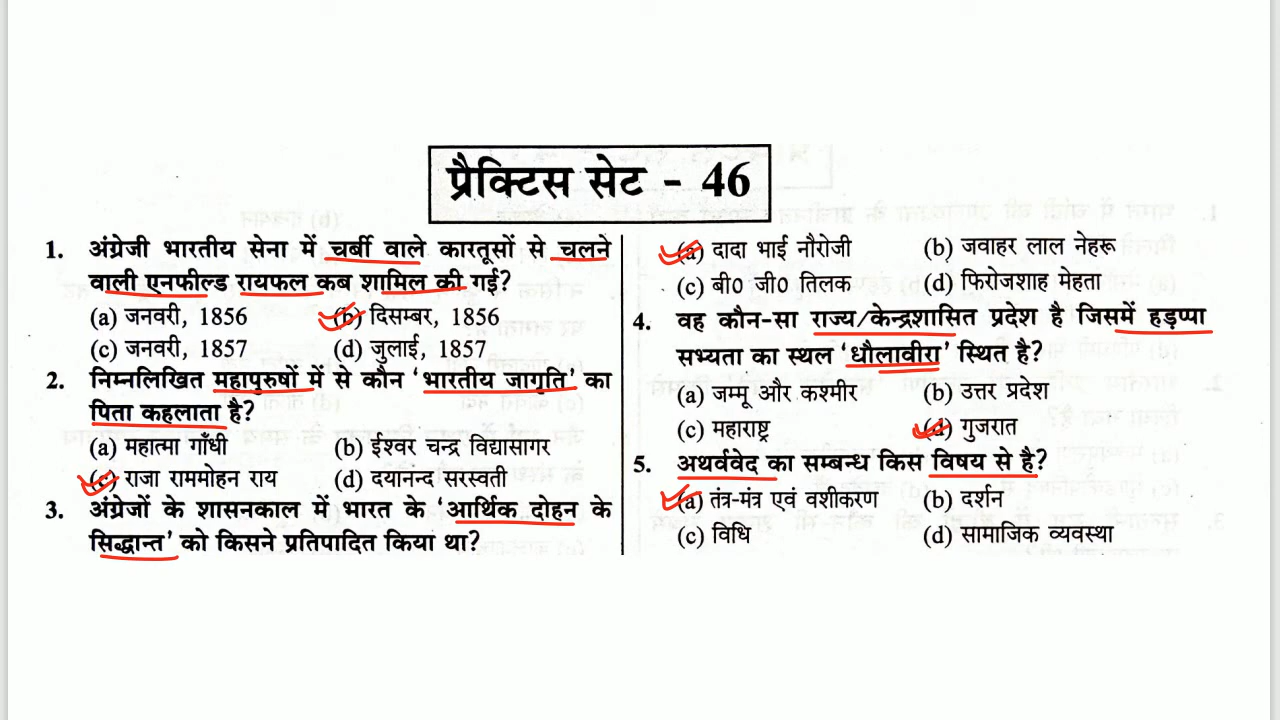 प्रैक्टिस सेट - 46
1. अंग्रेजी भारतीय सेना में चर्बी वाले कारतूसों से चलने
वाली एनफील्ड रायफल कब शामिल की गई?
(a) जनवरी, 1856 (b) दिसम्बर, 1856
(c) जनवरी, 1857 (d) जुलाई, 1857
2. निम्नलिखित महापुरुषों में से कौन 'भारतीय जागृति' का
पिता कहलाता है?
(a) महात्मा गाँधी (b) ईश्वर चन्द्र विद्यासागर
(c) राजा राममोहन राय (d) दयानन्द सरस्वती
3. अंग्रेजों के शासनकाल में भारत के 'आर्थिक दोहन के
सिद्धान्त' को किसने प्रतिपादित किया था?
(a) दादा भाई नौरोजी (b) जवाहर लाल नेहरू
(c) बी0 जी0 तिलक (d) फिरोजशाह मेहता
4. वह कौन-सा राज्य/केन्द्रशासित प्रदेश है जिसमें हड़प्पा
सभ्यता का स्थल 'धौलावीरा' स्थित है?
(a) जम्मू और कश्मीर (b) उत्तर प्रदेश
(c) महाराष्ट्र (d) गुजरात
5. अथर्ववेद का सम्बन्ध किस विषय से है?
(a) तंत्र-मंत्र एवं वशीकरण (b) दर्शन
(c) विधि (d) सामाजिक व्यवस्था